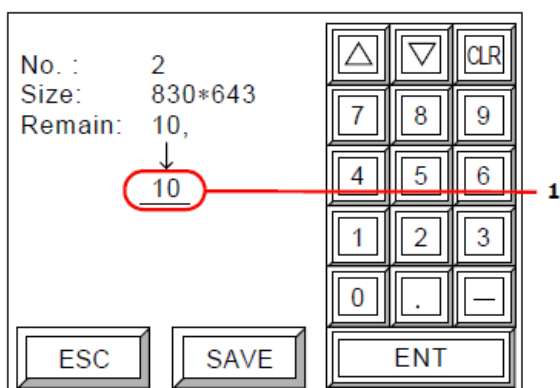 No. : 2
Size: 830*643
Remain: 10,
10
△ ▽ CLR
7 8 9
4 5 6
1
1 2 3
0 . —
ESC SAVE ENT